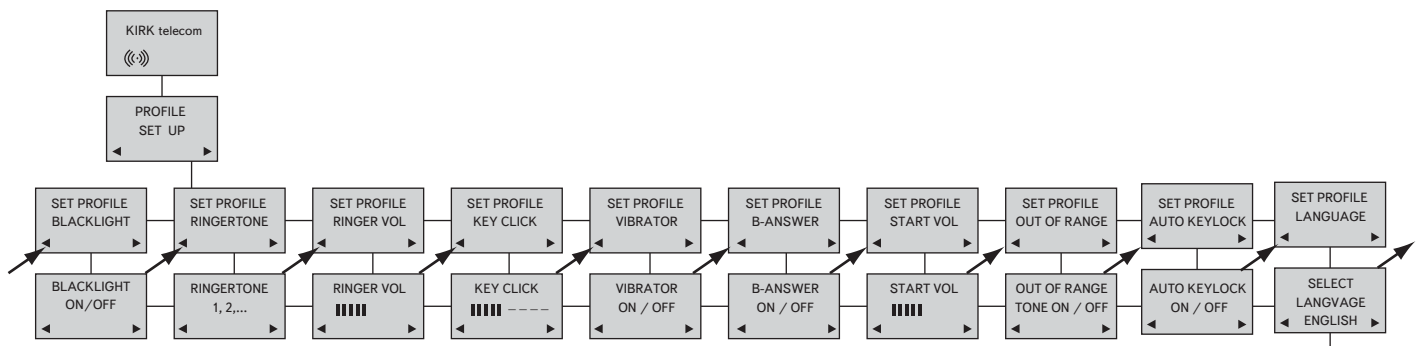 KIRK telecom
PROFILE
SET UP
SET PROFILE
BLACKLIGHT
SET PROFILE
RINGERTONE
SET PROFILE
RINGER VOL
SET PROFILE
KEY CLICK
SET PROFILE
VIBRATOR
SET PROFILE
B-ANSWER
SET PROFILE
START VOL
SET PROFILE
OUT OF RANGE
SET PROFILE
AUTO KEYLOCK
SET PROFILE
LANGUAGE
BLACKLIGHT
ON/OFF
RINGERTONE
1, 2,...
RINGER VOL
KEY CLICK
VIBRATOR
ON / OFF
B-ANSWER
ON / OFF
START VOL
OUT OF RANGE
TONE ON / OFF
AUTO KEYLOCK
ON / OFF
SELECT
LANGVAGE
ENGLISH